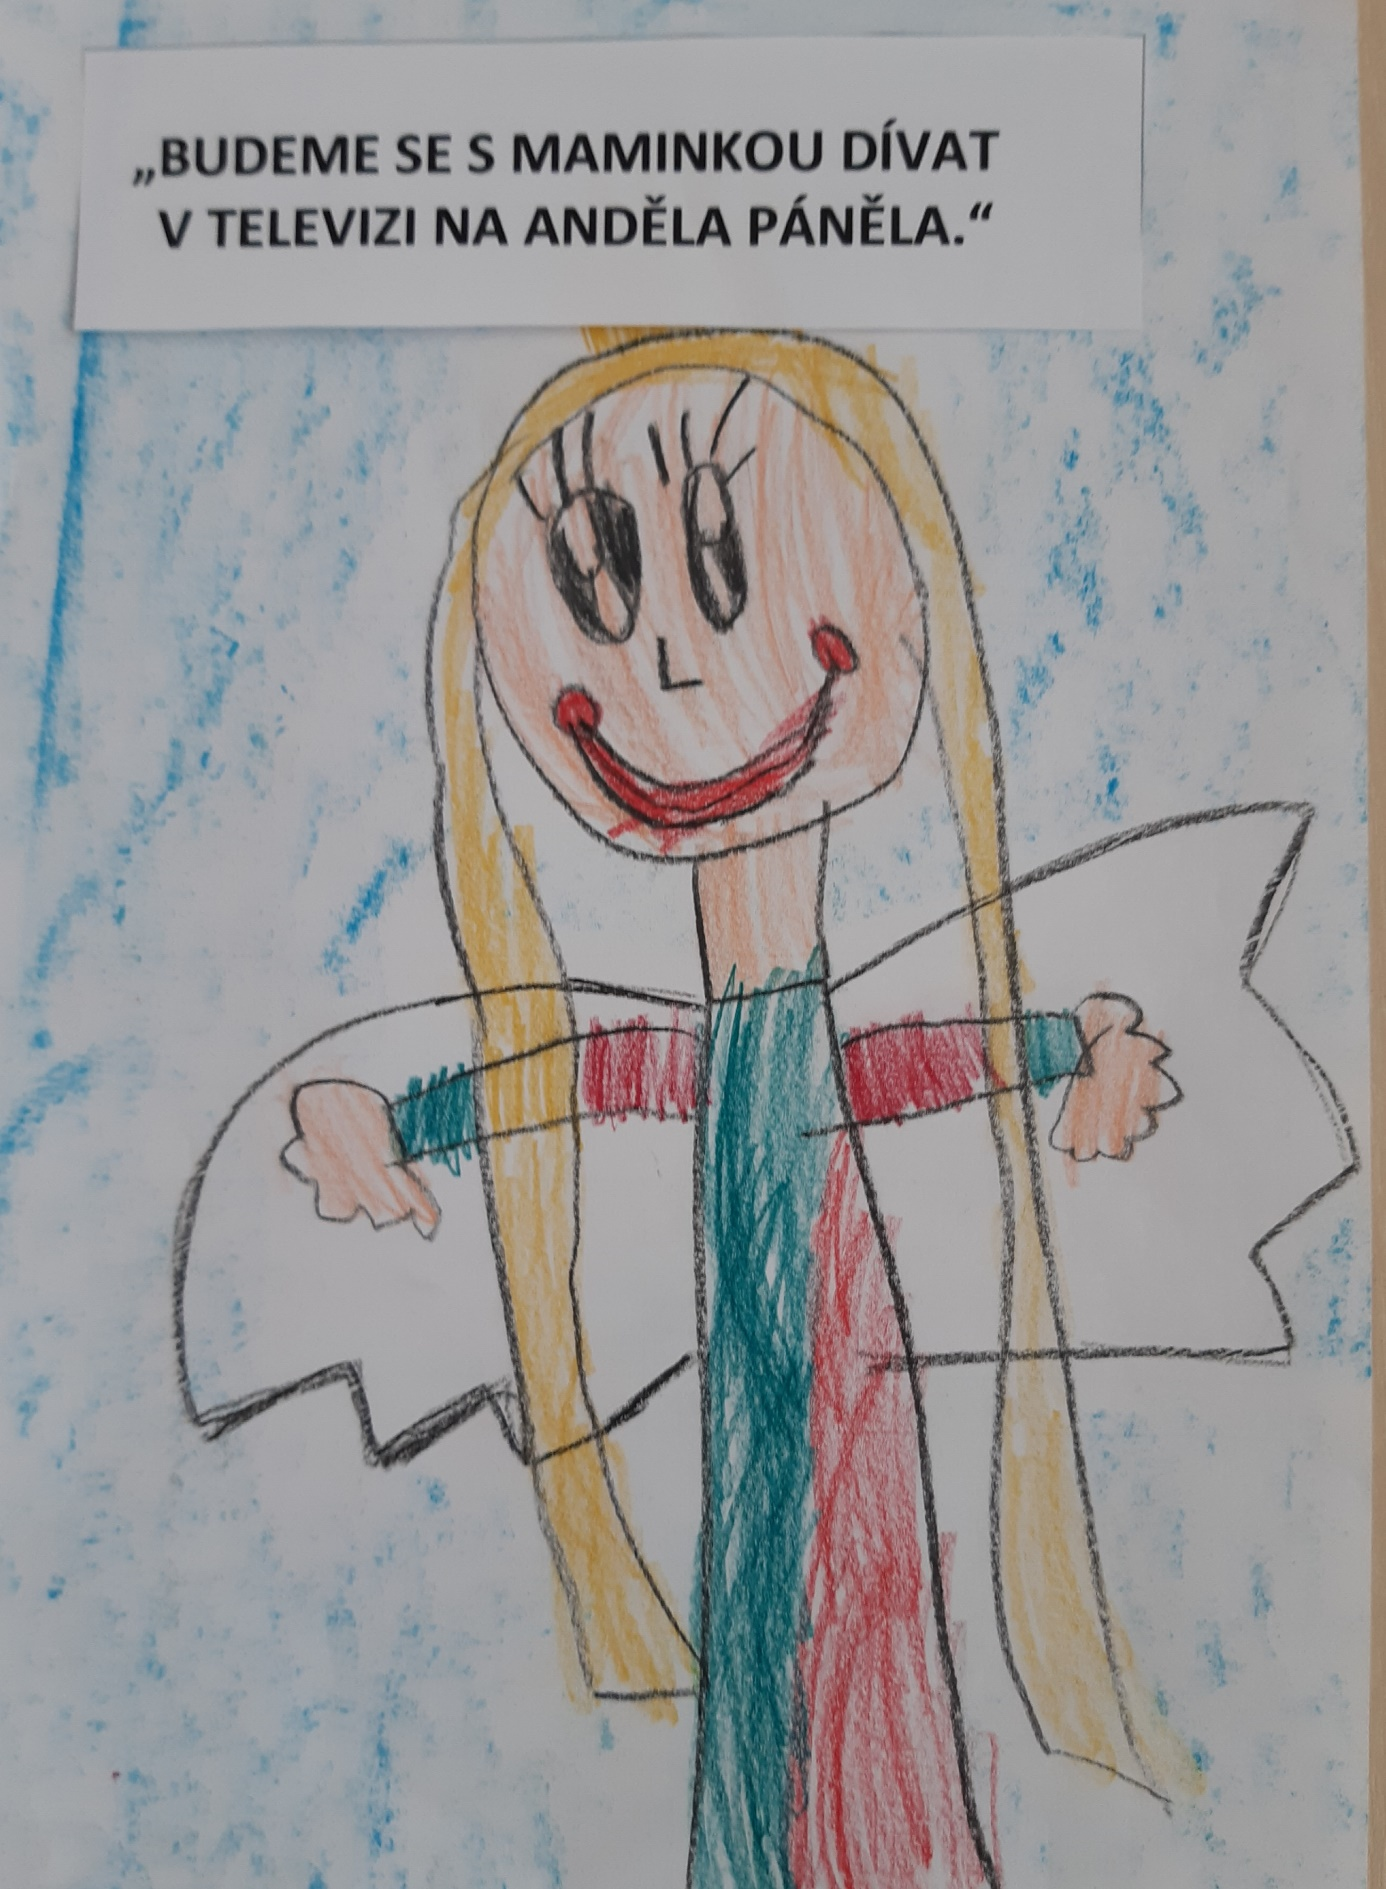 „BUDEME SE S MAMINKOU DÍVAT
V TELEVIZI NA ANDĚLA PÁNĚLA.“